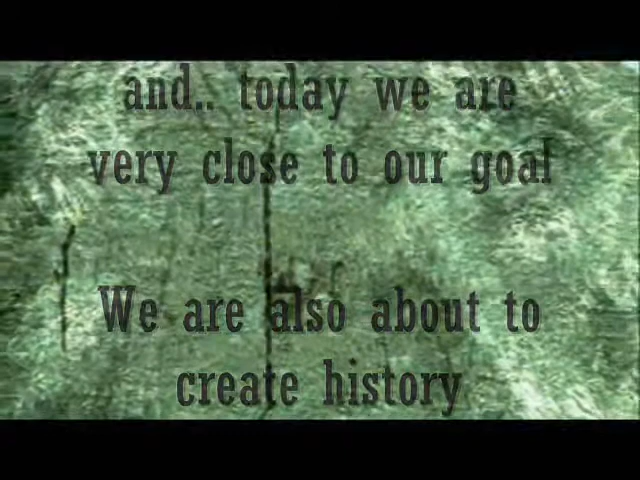 and.. today we are
very close to our goal
We are also about to
create history